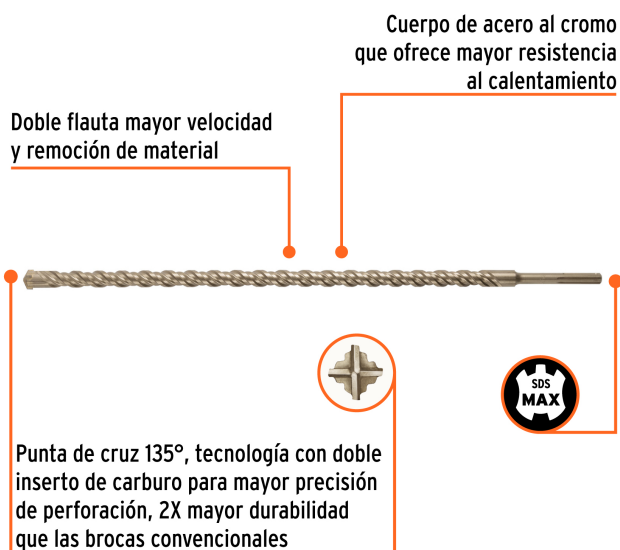 Cuerpo de acero al cromo
que ofrece mayor resistencia
al calentamiento
Doble flauta mayor velocidad
y remoción de material
SDS
MAX
Punta de cruz 135°, tecnología con doble
inserto de carburo para mayor precisión
de perforación, 2X mayor durabilidad
que las brocas convencionales